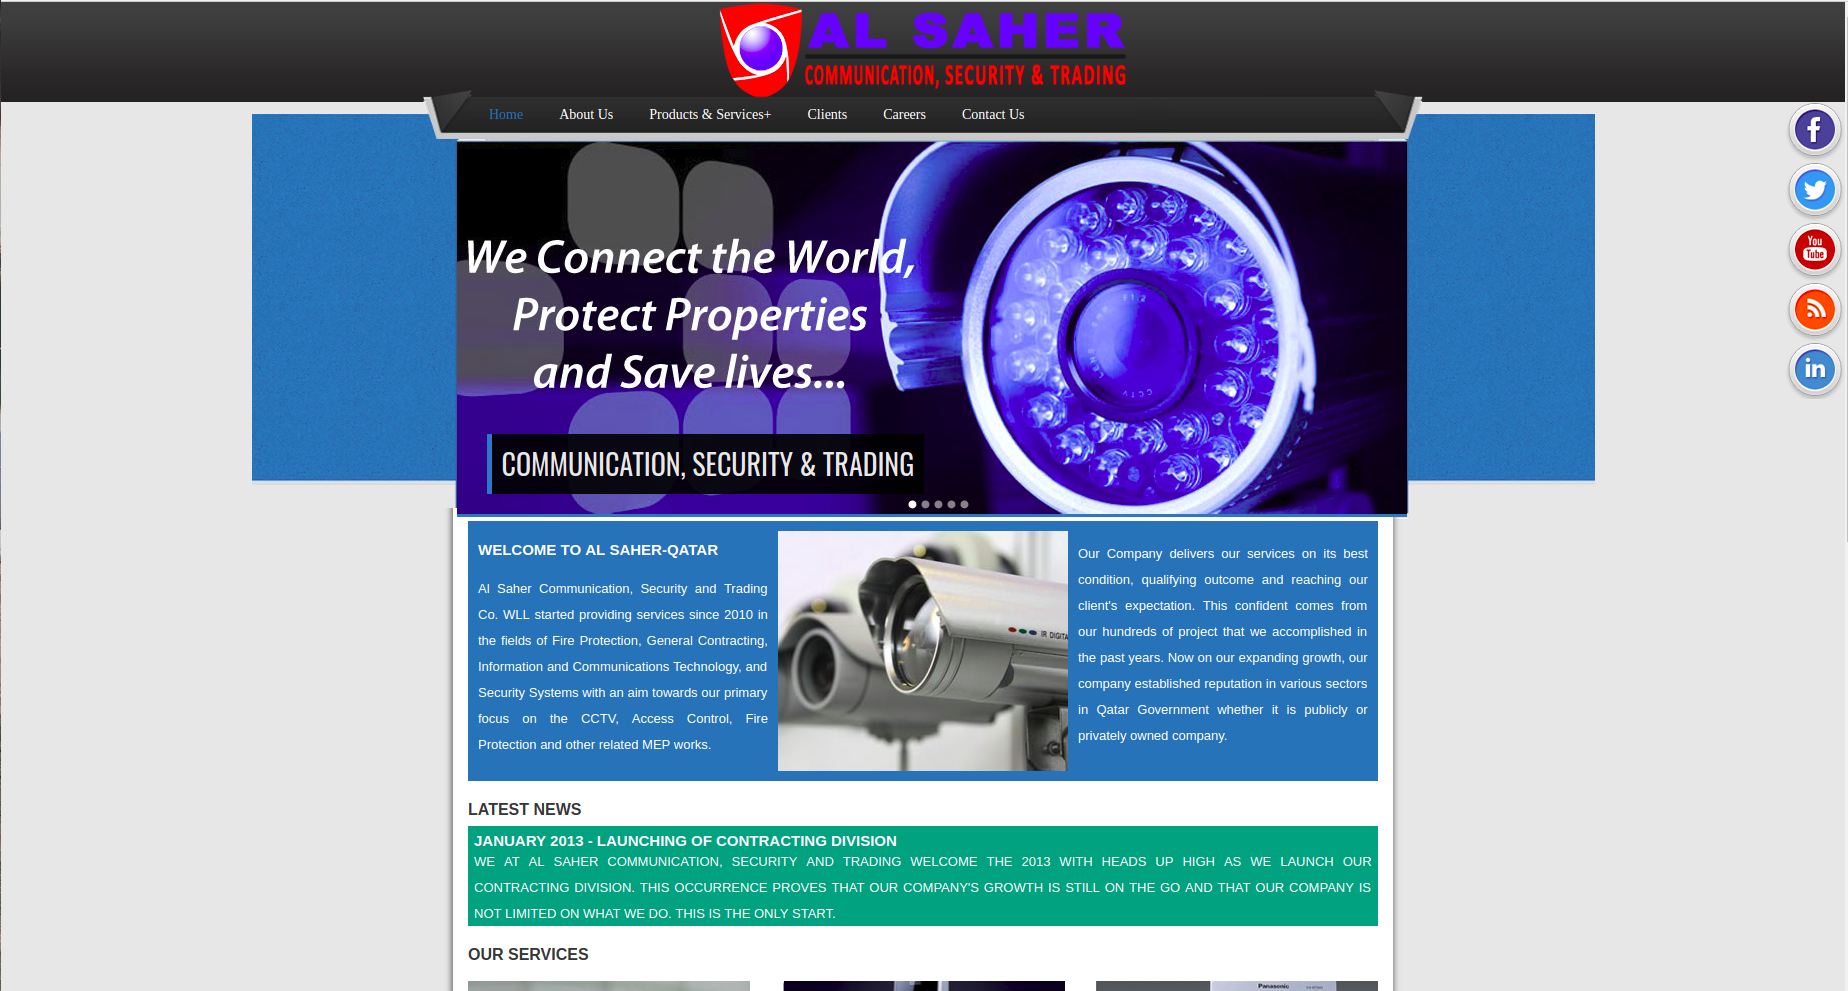 AL SAHER
COMMUNICATION, SECURITY & TRADING
Home About Us Products & Services+ Clients Careers Contact Us
We Connect the World,
Protect Properties
and Save lives...
COMMUNICATION, SECURITY & TRADING
You
Tube
in
WELCOME TO AL SAHER-QATAR
Al Saher Communication, Security and Trading
Co. WLL started providing services since 2010 in
the fields of Fire Protection, General Contracting,
Information and Communications Technology, and
Security Systems with an aim towards our primary
focus on the CCTV, Access Control, Fire
Protection and other related MEP works.
IR DIGITA
Our Company delivers our services on its best
condition, qualifying outcome and reaching our
client's expectation. This confident comes from
our hundreds of project that we accomplished in
the past years. Now on our expanding growth, our
company established reputation in various sectors
in Qatar Government whether it is publicly or
privately owned company.
LATEST NEWS
JANUARY 2013 - LAUNCHING OF CONTRACTING DIVISION
WE AT AL SAHER COMMUNICATION, SECURITY AND TRADING WELCOME THE 2013 WITH HEADS UP HIGH AS WE LAUNCH OUR
CONTRACTING DIVISION. THIS OCCURRENCE PROVES THAT OUR COMPANY'S GROWTH IS STILL ON THE GO AND THAT OUR COMPANY IS
NOT LIMITED ON WHAT WE DO. THIS IS THE ONLY START.
OUR SERVICES
Panasonic